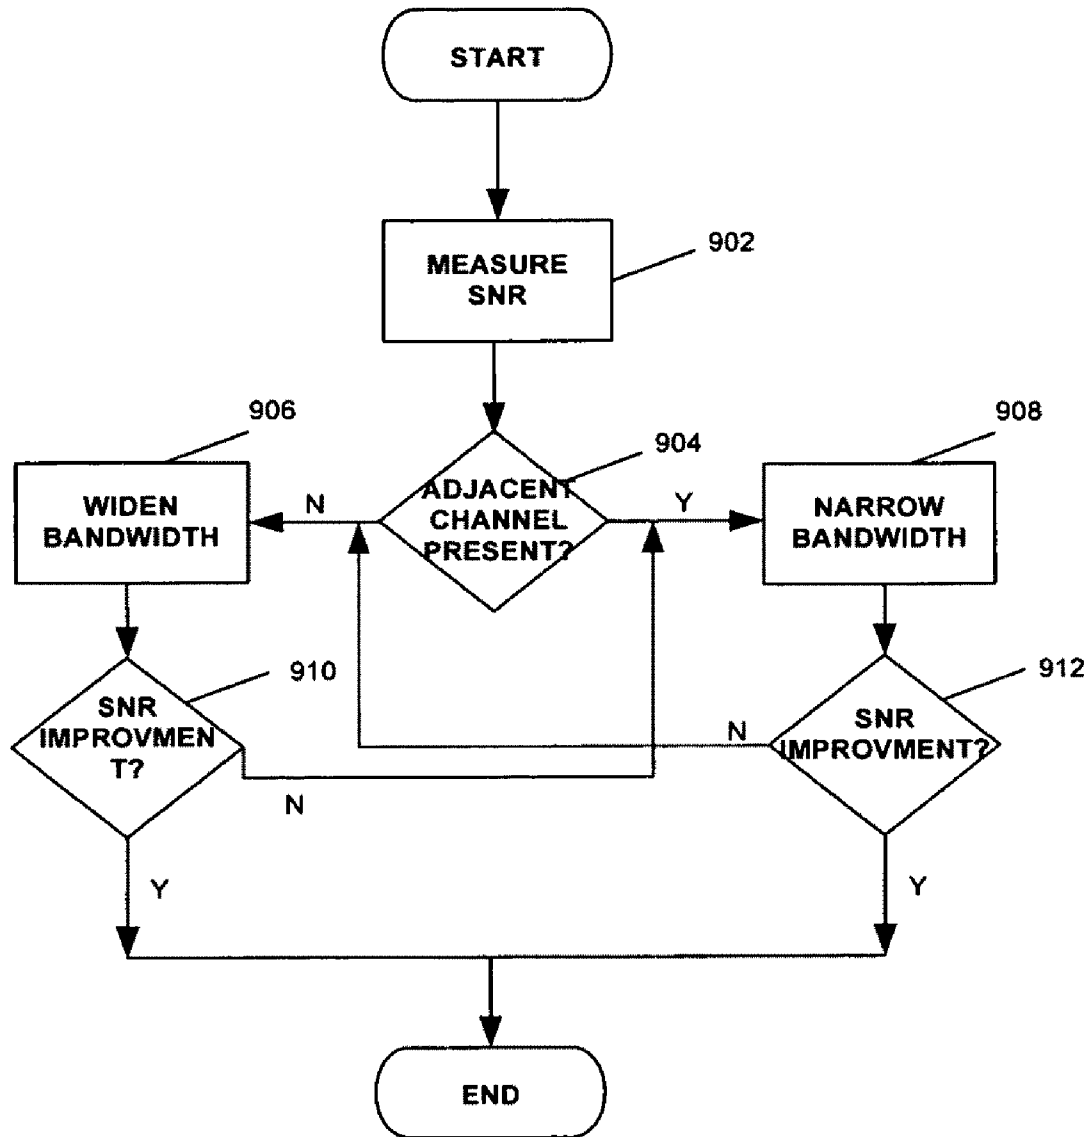 START
MEASURE
SNR
902
906
904
908
WIDEN
BANDWIDTH
N
ADJACENT
CHANNEL
PRESENT?
Y
NARROW
BANDWIDTH
910
912
SNR
IMPROVMEN
T?
N
N
SNR
IMPROVMENT?
Y
Y
END